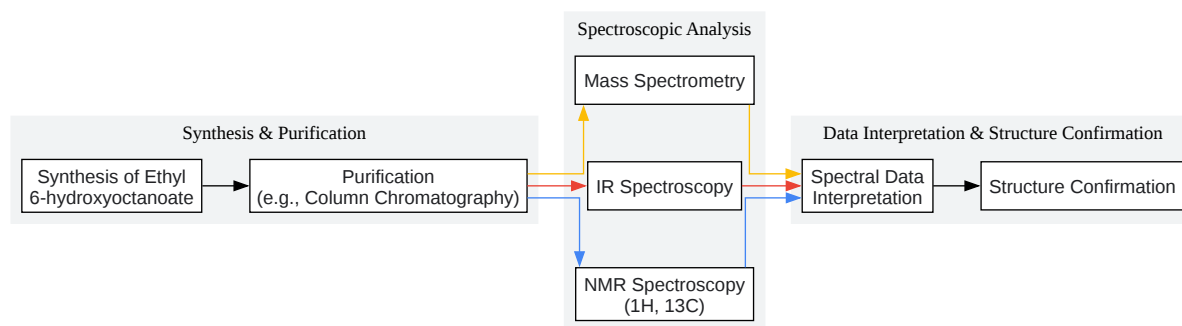 Synthesis & Purification
Synthesis of Ethyl
6-hydroxyoctanoate
Purification
(e.g., Column Chromatography)
Spectroscopic Analysis
Mass Spectrometry
IR Spectroscopy
NMR Spectroscopy
(1H, 13C)
Data Interpretation & Structure Confirmation
Spectral Data
Interpretation
Structure Confirmation